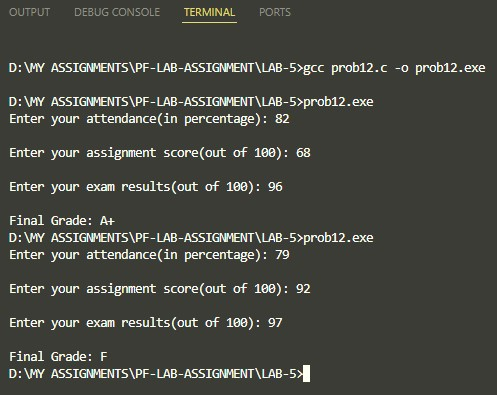 OUTPUT DEBUG CONSOLE TERMINAL PORTS
D:\MY ASSIGNMENTS\PF-LAB-ASSIGNMENT\LAB-5>gcc prob12.c -o prob12.exe
D:\MY ASSIGNMENTS\PF-LAB-ASSIGNMENT\LAB-5>prob12.exe
Enter your attendance(in percentage): 82
Enter your assignment score(out of 100): 68
Enter your exam results(out of 100): 96
Final Grade: A+
D:\MY ASSIGNMENTS\PF-LAB-ASSIGNMENT\LAB-5>prob12.exe
Enter your attendance(in percentage): 79
Enter your assignment score(out of 100): 92
Enter your exam results(out of 100): 97
Final Grade: F
D:\MY ASSIGNMENTS\PF-LAB-ASSIGNMENT\LAB-5>